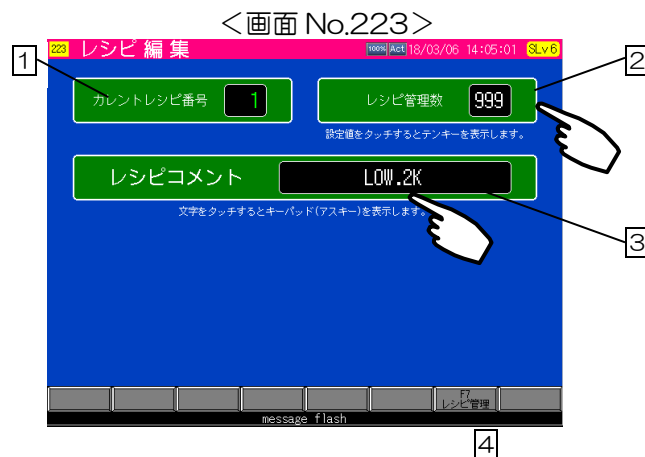 <画面 No.223>
223 レシピ 編 集 100% Act 18/03/06 14:05:01 SLv6
1
2
カレントレシピ番号 1
レシピ管理数 999
設定値をタッチするとテンキーを表示します。
レシピコメント LOW.2K
文字をタッチするとキーパッド(アスキー)を表示します。
3
F7
レシピ管理
message flash
4